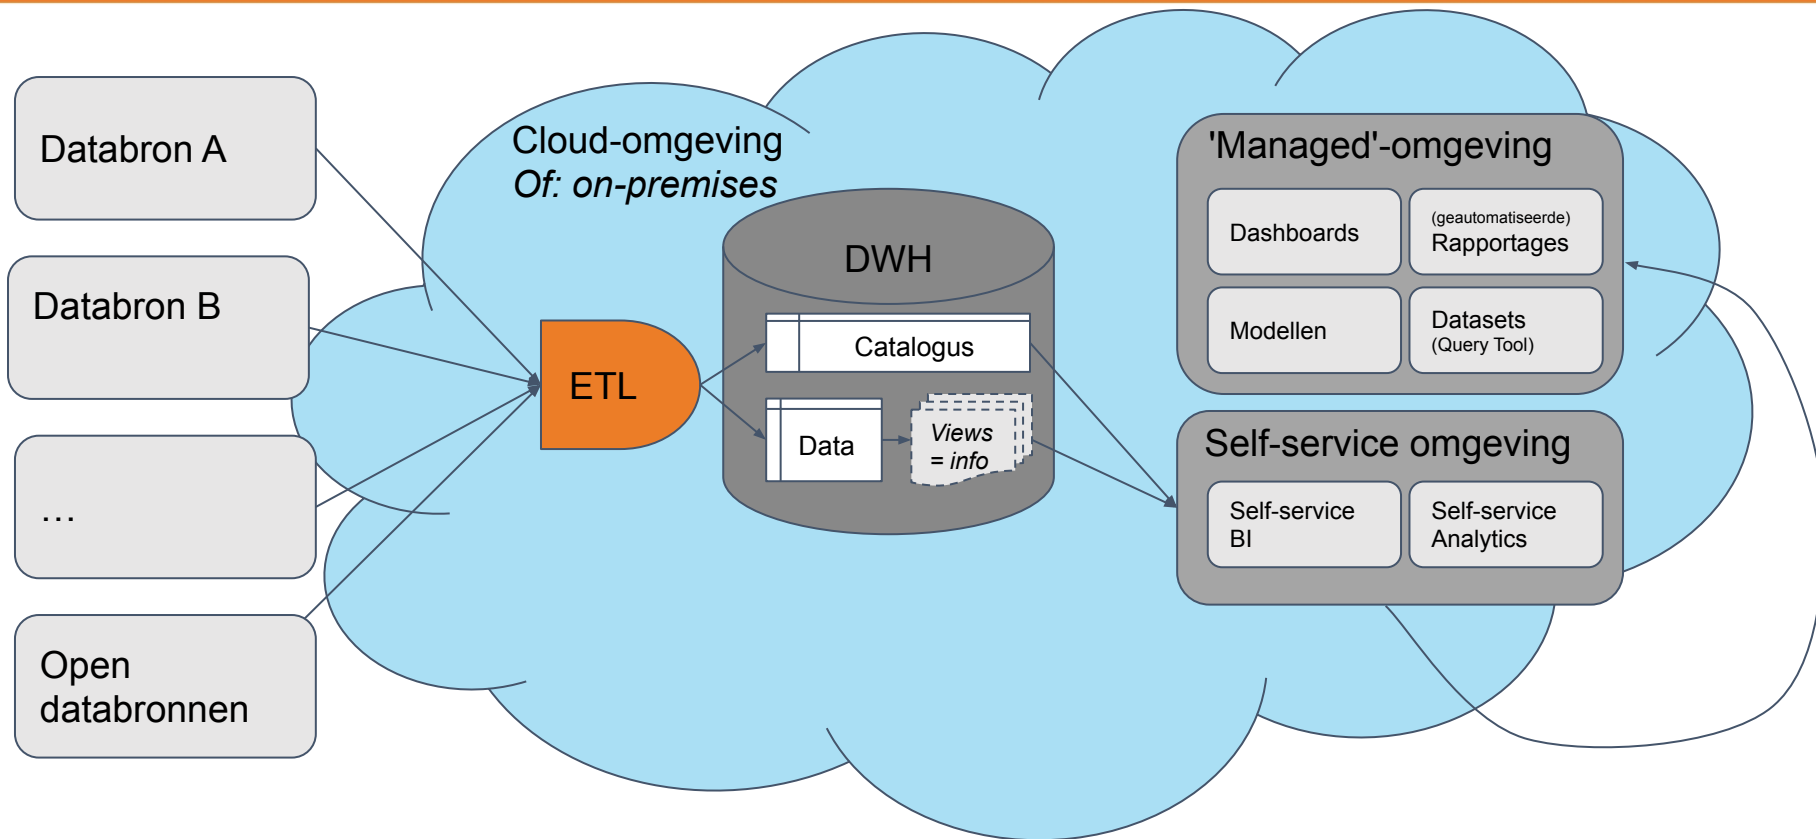 Databron A
Databron B
…
Open
databronnen
Cloud-omgeving
Of: on-premises
ETL
DWH
Catalogus
Data
Views
= info
'Managed'-omgeving
Dashboards
(geautomatiseerde)
Rapportages
Modellen
Datasets
(Query Tool)
Self-service omgeving
Self-service
BI
Self-service
Analytics